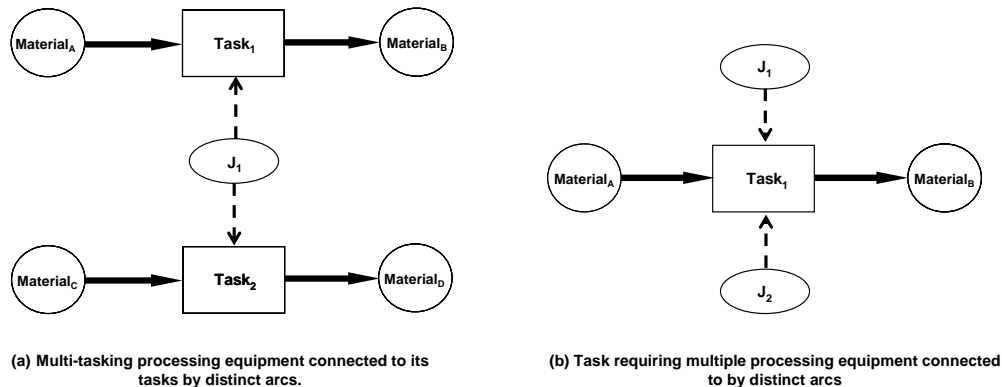 Material_A
Task_1
Material_B
J_1
Material_C
Task_2
Material_D
(a) Multi-tasking processing equipment connected to its
tasks by distinct arcs.
J_1
Material_A
Task_1
Material_B
J_2
(b) Task requiring multiple processing equipment connected
to by distinct arcs